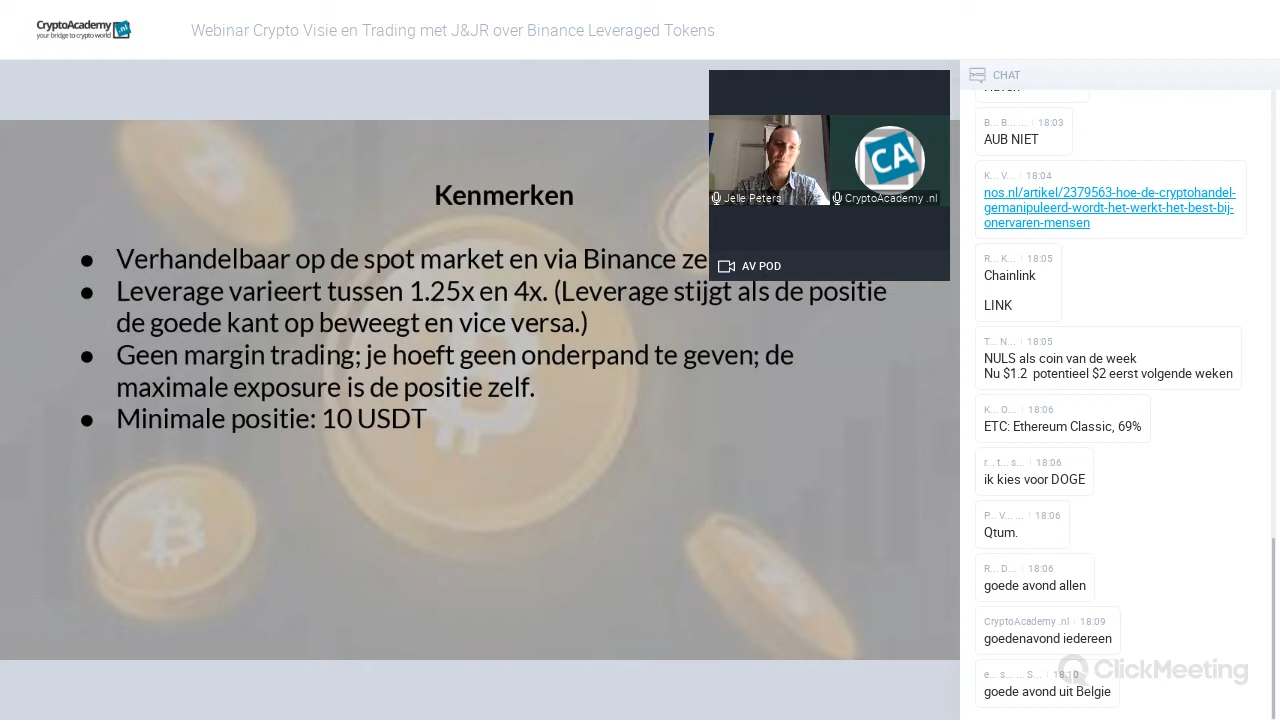 CryptoAcademy .nl
your bridge to crypto world
Webinar Crypto Visie en Trading met J&JR over Binance Leveraged Tokens
Kenmerken
● Verhandelbaar op de spot market en via Binance ze
● Leverage varieert tussen 1.25x en 4x. (Leverage stijgt als de positie
de goede kant op beweegt en vice versa.)
● Geen margin trading; je hoeft geen onderpand te geven; de
maximale exposure is de positie zelf.
● Minimale positie: 10 USDT
CA
Jelle Peters
CryptoAcademy .nl
AV POD
CHAT
B... B... ... 18:03
AUB NIET
K... V... 18:04
nos.nl/artikel/2379563-hoe-de-cryptohandel-
gemanipuleerd-wordt-het-werkt-het-best-bij-
onervaren-mensen
R... K... 18:05
Chainlink
LINK
T... N... 18:05
NULS als coin van de week
Nu $1.2 potentieel $2 eerst volgende weken
K... O... 18:06
ETC: Ethereum Classic, 69%
r... t... s... 18:06
ik kies voor DOGE
P... V... ... 18:06
Qtum.
R... D... 18:06
goede avond allen
CryptoAcademy .nl 18:09
goedenavond iedereen
e... s... ... S... 18:10
goede avond uit Belgie
ClickMeeting